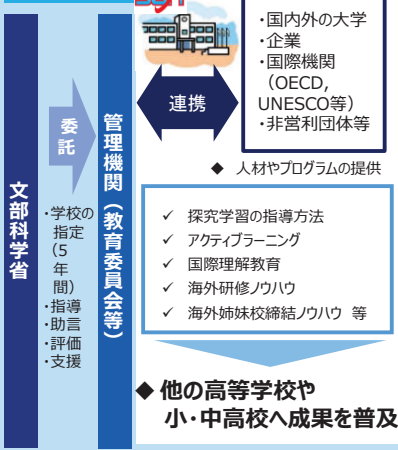 文部科学省
委託
・学校の
指定
(5
年
間)
・指導
・助言
・評価
・支援
管理機関(教育委員会等)
連携
・国内外の大学
・企業
・国際機関
(OECD,
UNESCO等)
・非営利団体等
◆ 人材やプログラムの提供
✓ 探究学習の指導方法
✓ アクティブラーニング
✓ 国際理解教育
✓ 海外研修ノウハウ
✓ 海外姉妹校締結ノウハウ 等
◆ 他の高等学校や
小・中高校へ成果を普及